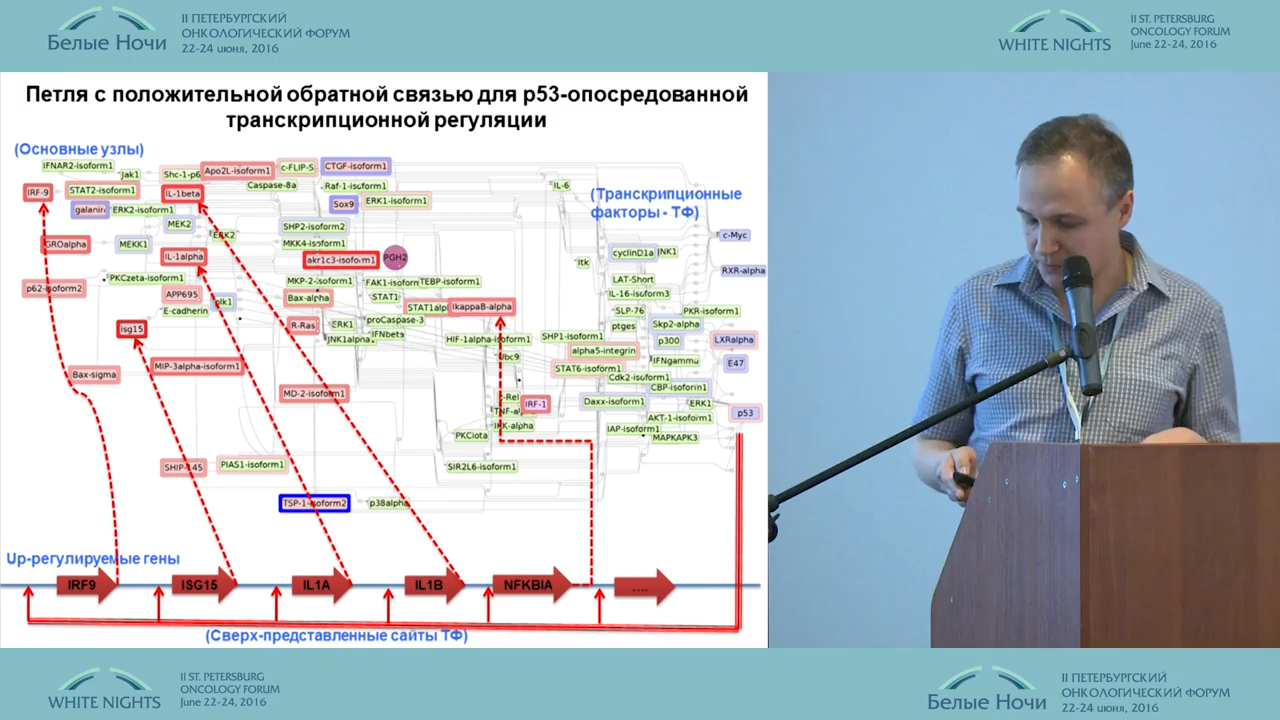 II ПЕТЕРБУРГСКИЙ
ОНКОЛОГИЧЕСКИЙ ФОРУМ
22-24 июня, 2016
Белые Ночи
II ST. PETERSBURG
ONCOLOGY FORUM
June 22-24, 2016
WHITE NIGHTS
Петля с положительной обратной связью для p53-опосредованной
транскрипционной регуляции
(Основные узлы)
IFNAR2-isoform1
Jak1
Shc-1-p6
Apo2L-isoform1
c-FLIP-S
CTGF-isoform1
IRF-9
STAT2-isoform1
IL-1beta
Caspase-8a
Raf-1-isoform1
IL-6
(Транскрипционные
факторы - ТФ)
galanin
ERK2-isoform1
Sox9
ERK1-isoform1
MEK2
ERK2
SHP2-isoform2
c-Myc
GROalpha
MEKK1
MKK4-isoform1
IL-1alpha
akr1c3-isoform1
PGH2
Itk
cyclinD1a
JNK1
RXR-alpha
p62-isoform2
PKCzeta-isoform1
MKP-2-isoform1
FAK1-isoform
TEBP-isoform1
LAT-Short
APP695
plk1
Bax-alpha
STAT1
IL-16-isoform3
E-cadherin
STAT1alp
IkappaB-alpha
SLP-76
PKR-isoform1
isg15
R-Ras
ERK1
proCaspase-3
ptges
Skp2-alpha
JNK1alpha1
IFNbeta
HIF-1alpha-isoform1
SHP1-isoform1
p300
LXRalpha
Ubc9
alpha5-integrin
IFNgamma
E47
MIP-3alpha-isoform1
Bax-sigma
STAT6-isoform1
Cdk2-isoform1
CBP-isoform1
MD-2-isoform1
IRF-1
Daxx-isoform1
ERK1
p53
AKT-1-isoform1
IAP-isoform1
MAPKAPK3
PKCiota
SHIP-145
PIAS1-isoform1
SIR2L6-isoform1
TSP-1-isoform2
p38alpha
Up-регулируемые гены
IRF9
ISG15
IL1A
IL1B
NFKBIA
....
(Сверх-представленные сайты ТФ)
WHITE NIGHTS
II ST. PETERSBURG
ONCOLOGY FORUM
June 22-24, 2016
Белые Ночи
II ПЕТЕРБУРГСКИЙ
ОНКОЛОГИЧЕСКИЙ ФОРУМ
22-24 июня, 2016